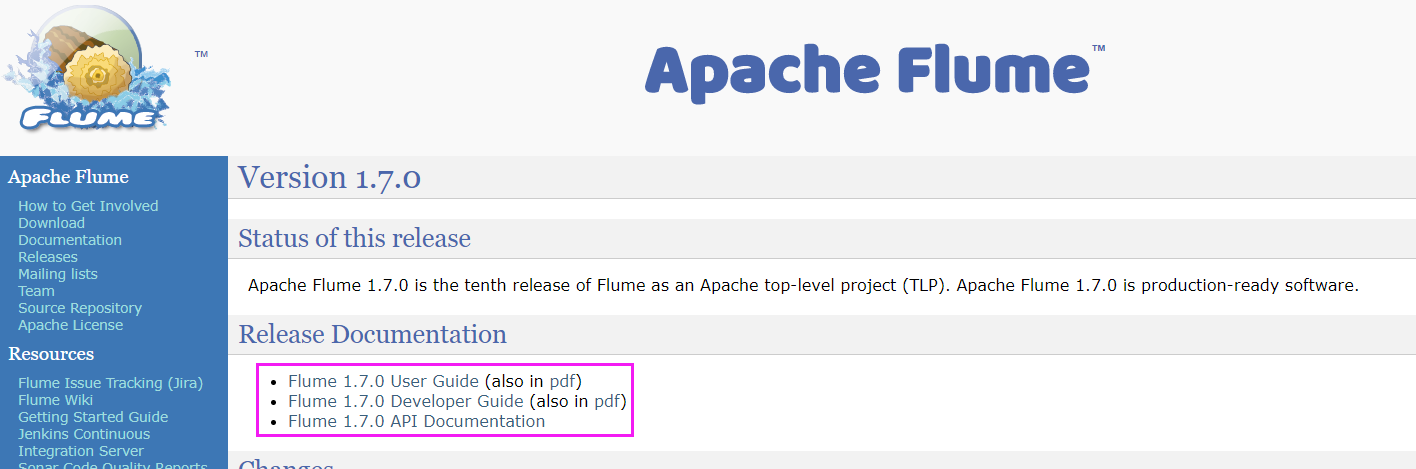 FLUME
TM
Apache Flume™
Apache Flume
How to Get Involved
Download
Documentation
Releases
Mailing lists
Team
Source Repository
Apache License
Resources
Flume Issue Tracking (Jira)
Flume Wiki
Getting Started Guide
Jenkins Continuous
Integration Server
Sonar Code Quality Reports
Version 1.7.0
Status of this release
Apache Flume 1.7.0 is the tenth release of Flume as an Apache top-level project (TLP). Apache Flume 1.7.0 is production-ready software.
Release Documentation
• Flume 1.7.0 User Guide (also in pdf)
• Flume 1.7.0 Developer Guide (also in pdf)
• Flume 1.7.0 API Documentation
Changes